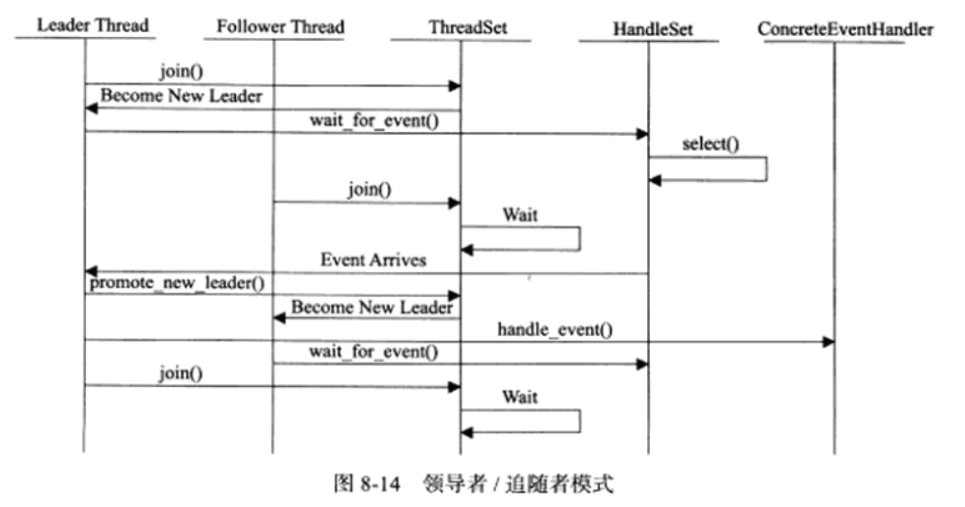 Leader Thread
Follower Thread
ThreadSet
HandleSet
ConcreteEventHandler
join()
Become New Leader
wait_for_event()
select()
join()
Wait
Event Arrives
promote_new_leader()
Become New Leader
handle_event()
wait_for_event()
join()
Wait
图 8-14 领导者 / 追随者模式